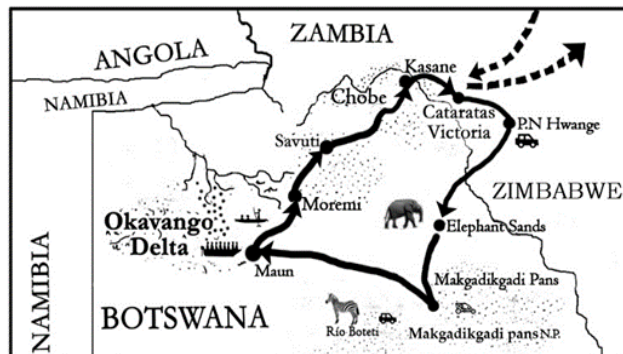 ZAMBIA
ANGOLA
Kasane
NAMIBIA
Chobe
Cataratas
Victoria
P.N Hwange
Savuti
ZIMBABWE
Moremi
Okavango
Delta
Elephant Sands
Maun
Makgadikgadi Pans
NAMIBIA
BOTSWANA
Río Boteti
Makgadikgadi pans N.P.